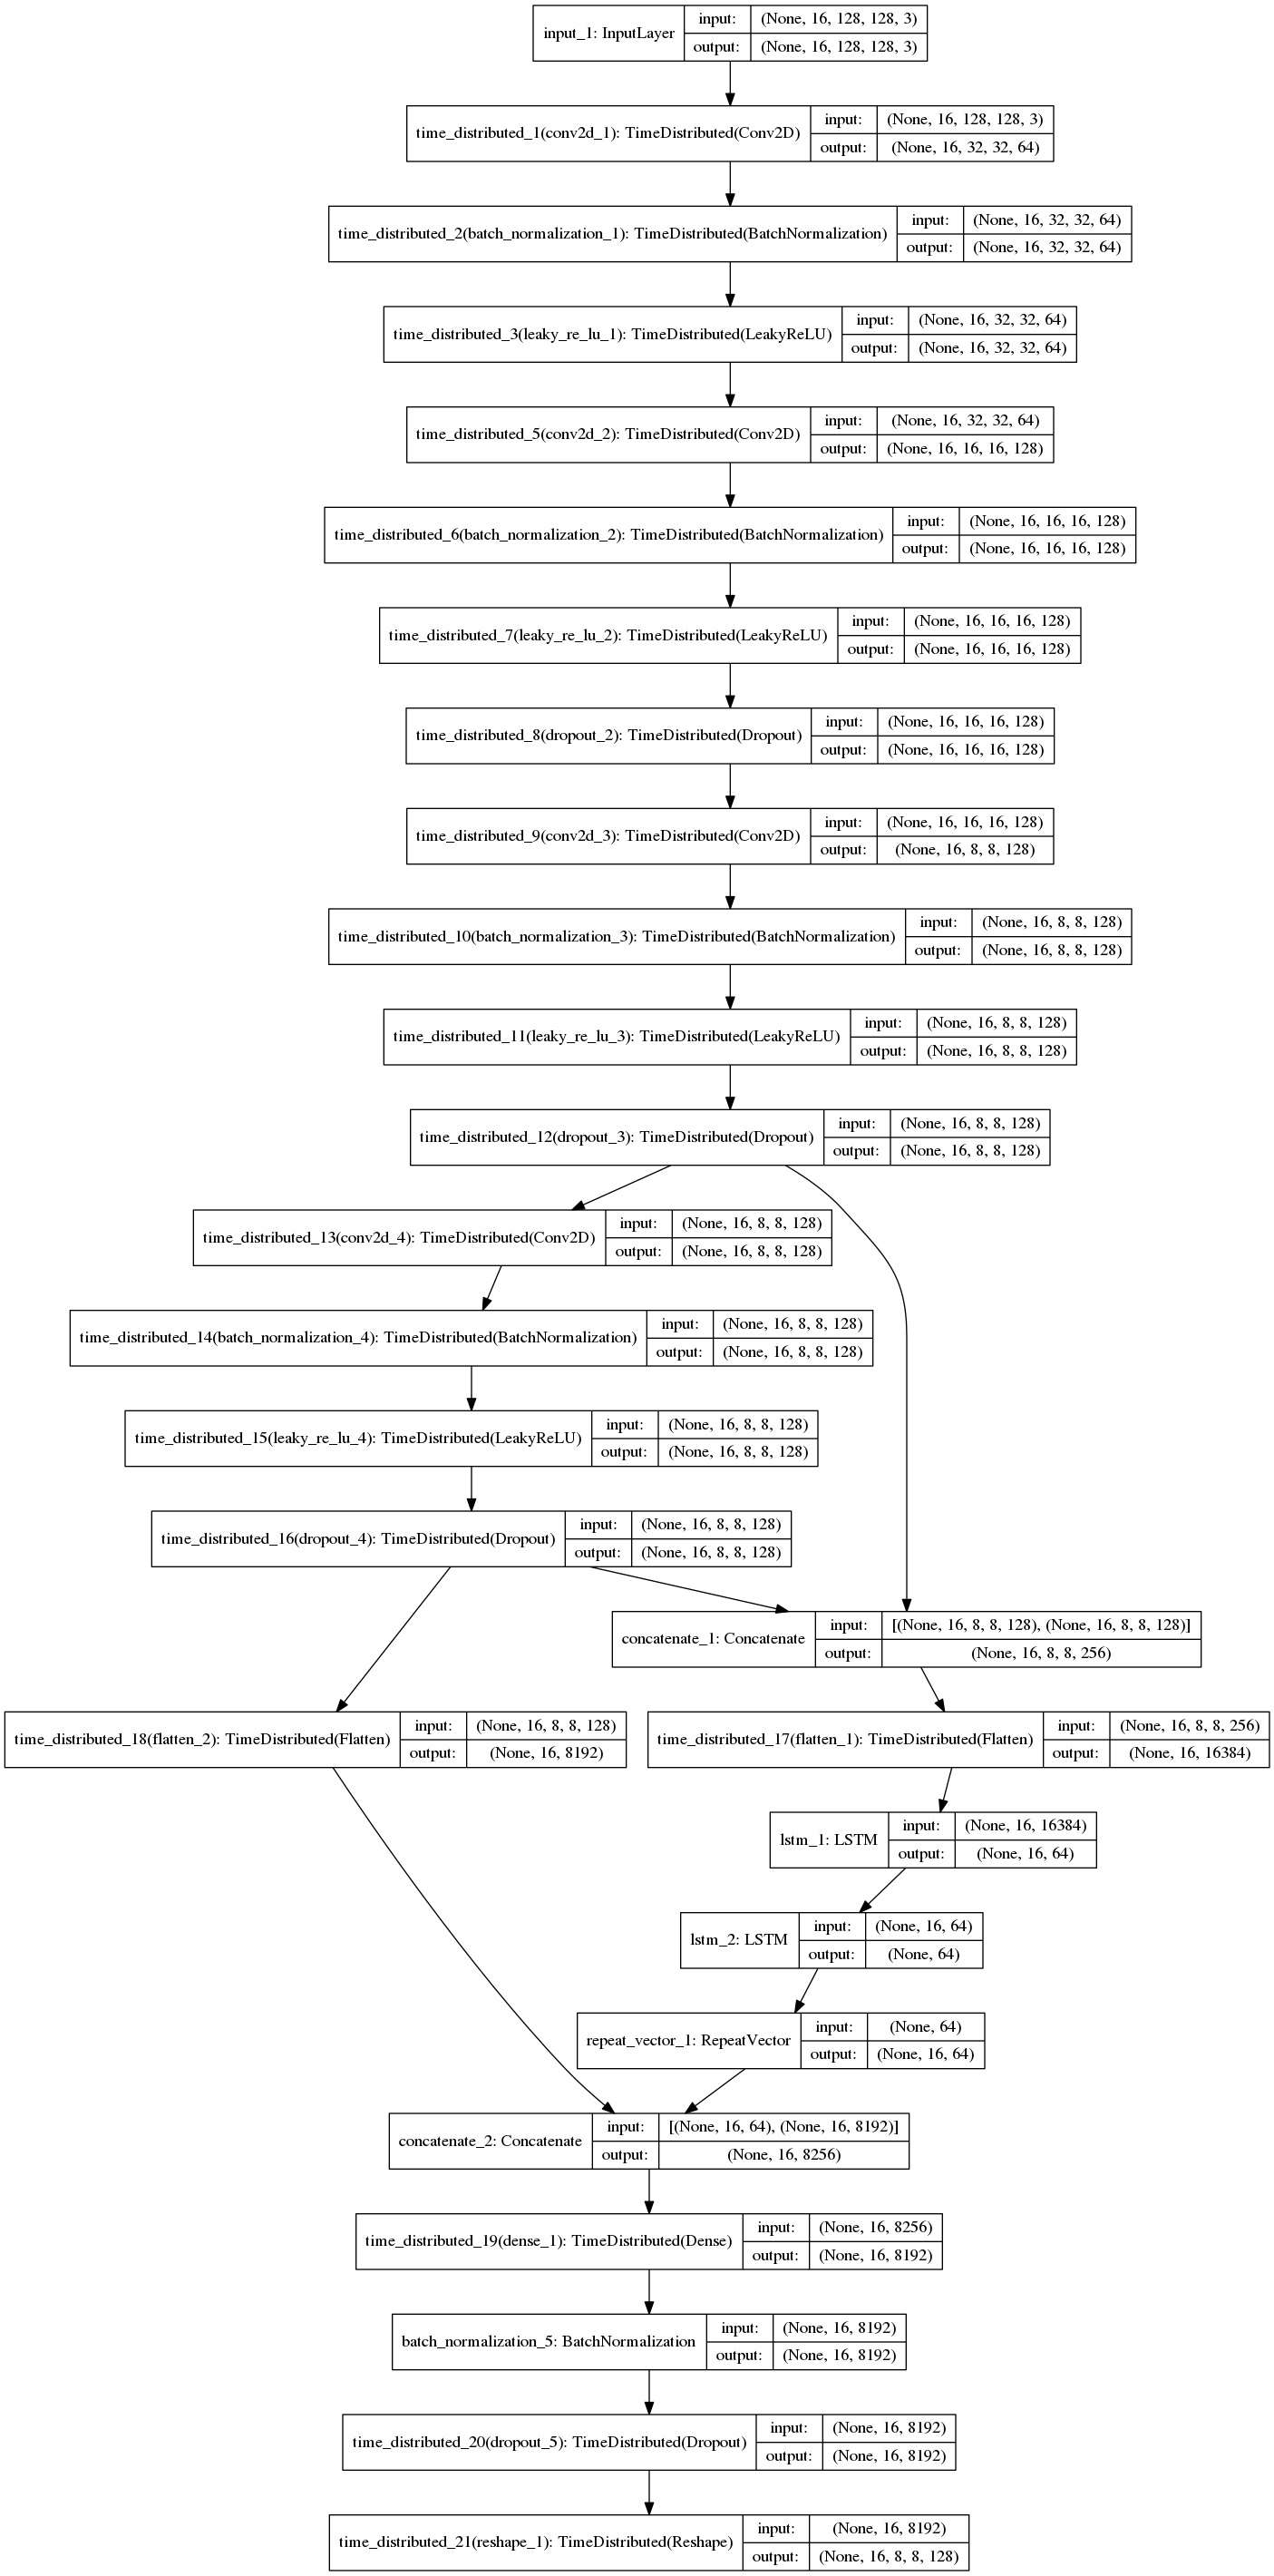 input_1: InputLayer
input: (None, 16, 128, 128, 3)
output: (None, 16, 128, 128, 3)
time_distributed_1(conv2d_1): TimeDistributed(Conv2D)
input: (None, 16, 128, 128, 3)
output: (None, 16, 32, 32, 64)
time_distributed_2(batch_normalization_1): TimeDistributed(BatchNormalization)
input: (None, 16, 32, 32, 64)
output: (None, 16, 32, 32, 64)
time_distributed_3(leaky_re_lu_1): TimeDistributed(LeakyReLU)
input: (None, 16, 32, 32, 64)
output: (None, 16, 32, 32, 64)
time_distributed_5(conv2d_2): TimeDistributed(Conv2D)
input: (None, 16, 32, 32, 64)
output: (None, 16, 16, 16, 128)
time_distributed_6(batch_normalization_2): TimeDistributed(BatchNormalization)
input: (None, 16, 16, 16, 128)
output: (None, 16, 16, 16, 128)
time_distributed_7(leaky_re_lu_2): TimeDistributed(LeakyReLU)
input: (None, 16, 16, 16, 128)
output: (None, 16, 16, 16, 128)
time_distributed_8(dropout_2): TimeDistributed(Dropout)
input: (None, 16, 16, 16, 128)
output: (None, 16, 16, 16, 128)
time_distributed_9(conv2d_3): TimeDistributed(Conv2D)
input: (None, 16, 16, 16, 128)
output: (None, 16, 8, 8, 128)
time_distributed_10(batch_normalization_3): TimeDistributed(BatchNormalization)
input: (None, 16, 8, 8, 128)
output: (None, 16, 8, 8, 128)
time_distributed_11(leaky_re_lu_3): TimeDistributed(LeakyReLU)
input: (None, 16, 8, 8, 128)
output: (None, 16, 8, 8, 128)
time_distributed_12(dropout_3): TimeDistributed(Dropout)
input: (None, 16, 8, 8, 128)
output: (None, 16, 8, 8, 128)
time_distributed_13(conv2d_4): TimeDistributed(Conv2D)
input: (None, 16, 8, 8, 128)
output: (None, 16, 8, 8, 128)
time_distributed_14(batch_normalization_4): TimeDistributed(BatchNormalization)
input: (None, 16, 8, 8, 128)
output: (None, 16, 8, 8, 128)
time_distributed_15(leaky_re_lu_4): TimeDistributed(LeakyReLU)
input: (None, 16, 8, 8, 128)
output: (None, 16, 8, 8, 128)
time_distributed_16(dropout_4): TimeDistributed(Dropout)
input: (None, 16, 8, 8, 128)
output: (None, 16, 8, 8, 128)
concatenate_1: Concatenate
input: [(None, 16, 8, 8, 128), (None, 16, 8, 8, 128)]
output: (None, 16, 8, 8, 256)
time_distributed_18(flatten_2): TimeDistributed(Flatten)
input: (None, 16, 8, 8, 128)
output: (None, 16, 8192)
time_distributed_17(flatten_1): TimeDistributed(Flatten)
input: (None, 16, 8, 8, 256)
output: (None, 16, 16384)
lstm_1: LSTM
input: (None, 16, 16384)
output: (None, 16, 64)
lstm_2: LSTM
input: (None, 16, 64)
output: (None, 64)
repeat_vector_1: RepeatVector
input: (None, 64)
output: (None, 16, 64)
concatenate_2: Concatenate
input: [(None, 16, 64), (None, 16, 8192)]
output: (None, 16, 8256)
time_distributed_19(dense_1): TimeDistributed(Dense)
input: (None, 16, 8256)
output: (None, 16, 8192)
batch_normalization_5: BatchNormalization
input: (None, 16, 8192)
output: (None, 16, 8192)
time_distributed_20(dropout_5): TimeDistributed(Dropout)
input: (None, 16, 8192)
output: (None, 16, 8192)
time_distributed_21(reshape_1): TimeDistributed(Reshape)
input: (None, 16, 8192)
output: (None, 16, 8, 8, 128)